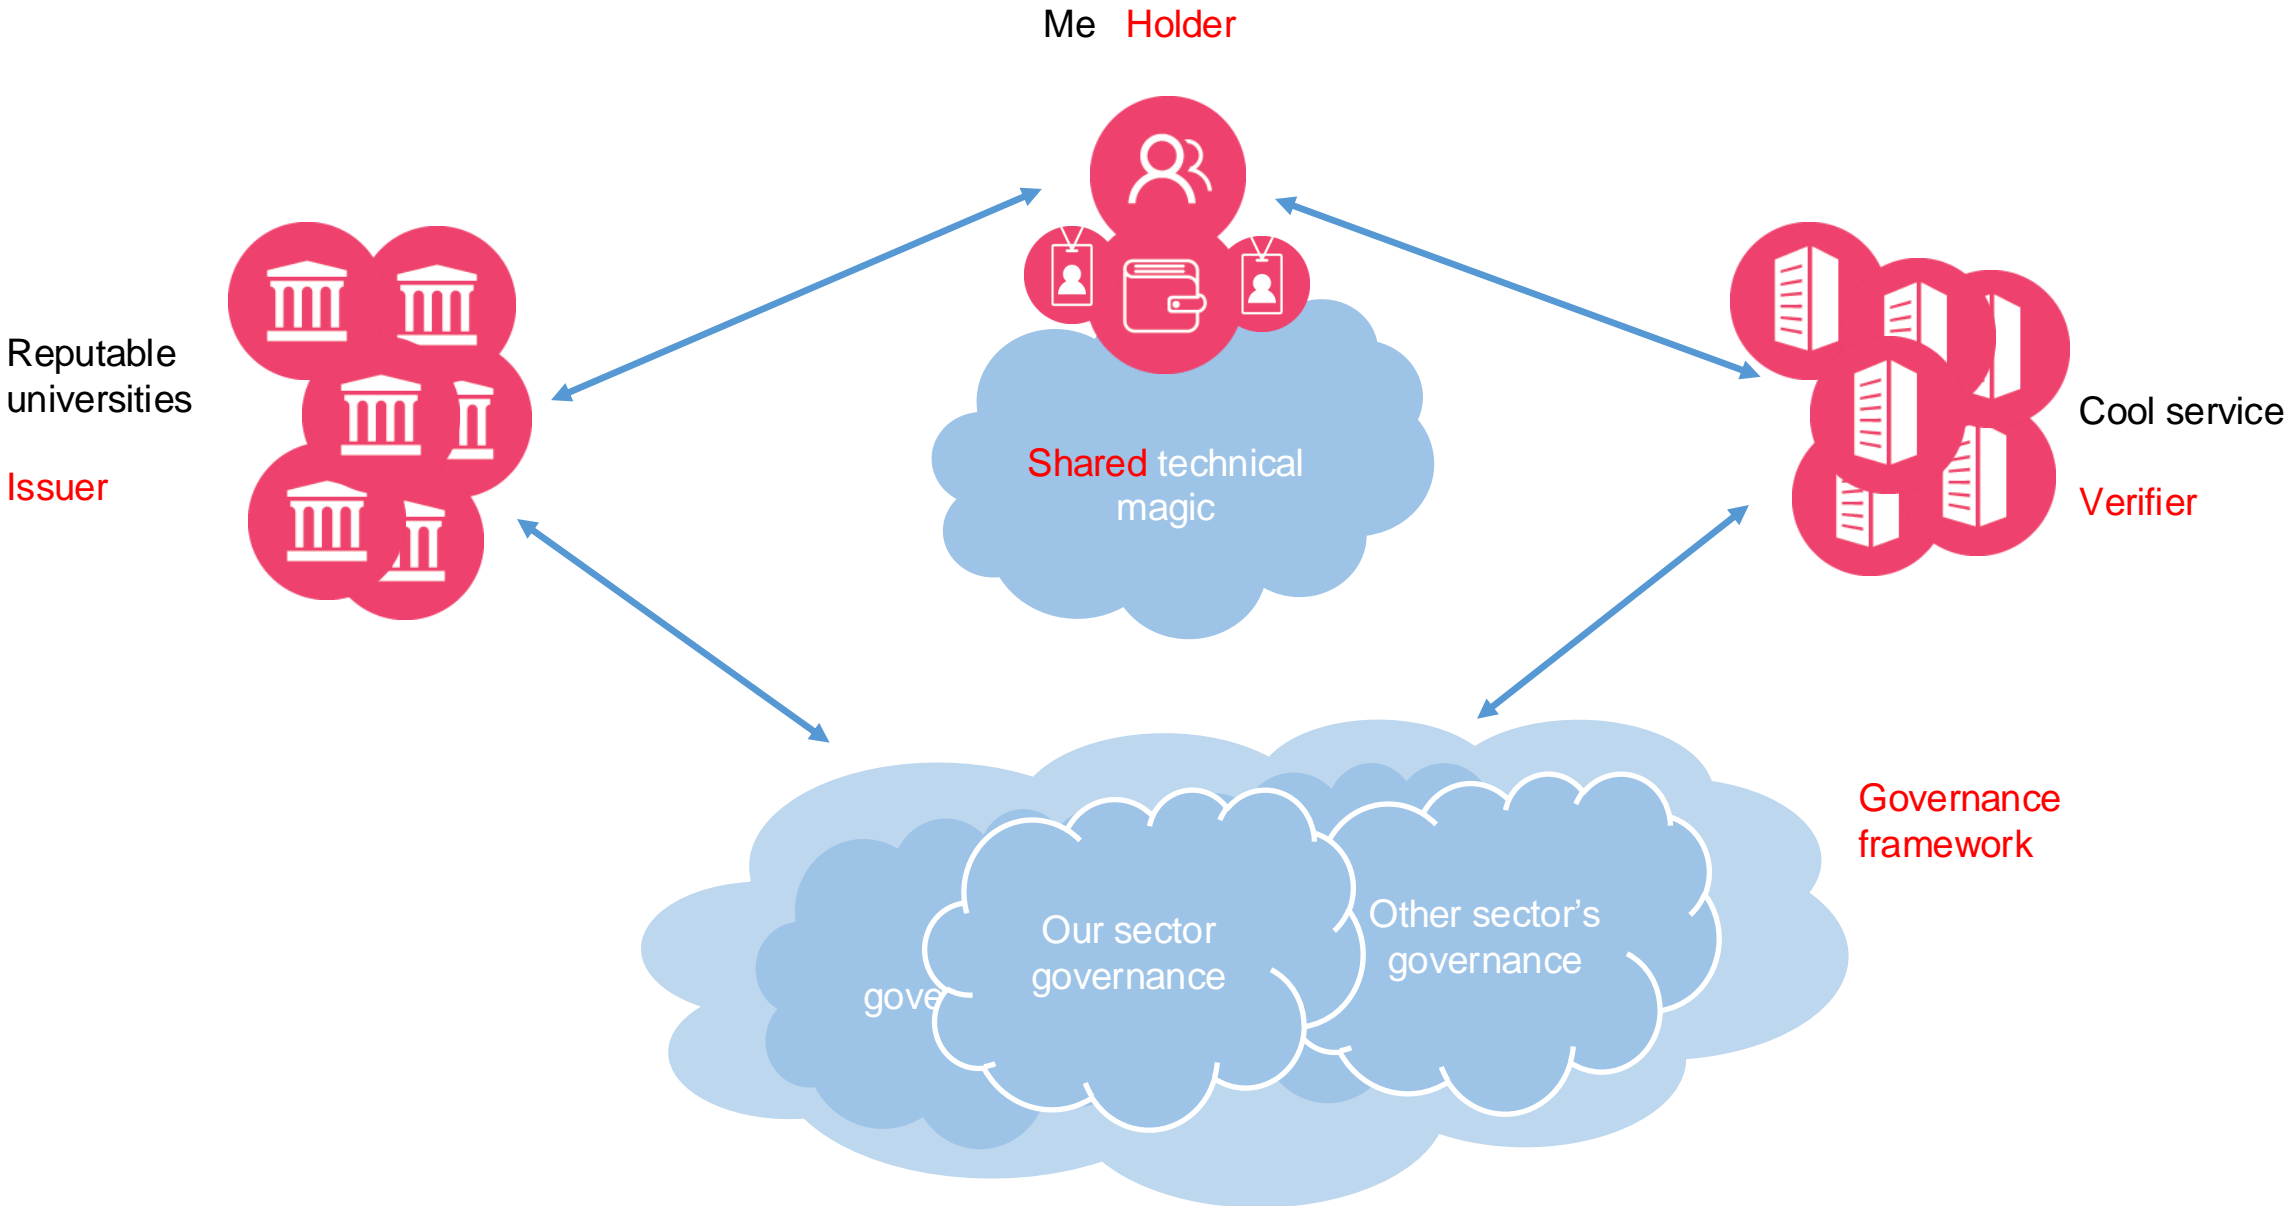 Me Holder
Reputable
universities
Issuer
Shared technical
magic
Cool service
Verifier
Governance
framework
Our sector
governance
Other sector’s
governance
gove